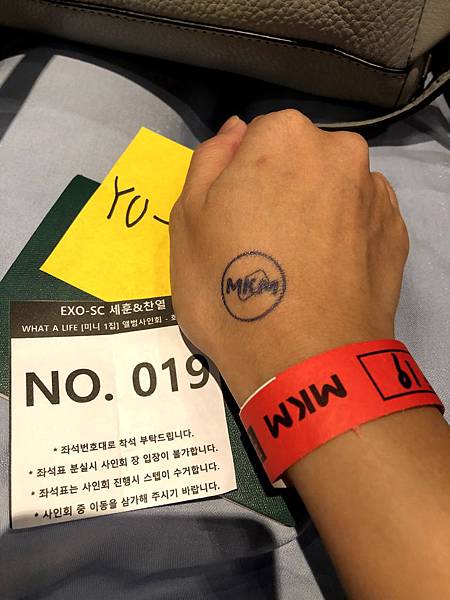 YU-
EXO-SC 세훈&찬열
WHAT A LIFE [미니 1집] 앨범사인회 -
NO. 019
* 좌석번호대로 착석 부탁드립니다.
* 좌석표 분실시 사인회 장 입장이 불가합니다.
* 좌석표는 사인회 진행시 스텝이 수거합니다.
* 사인회 중 이동을 삼가해 주시기 바랍니다.
MKM
MKM
19